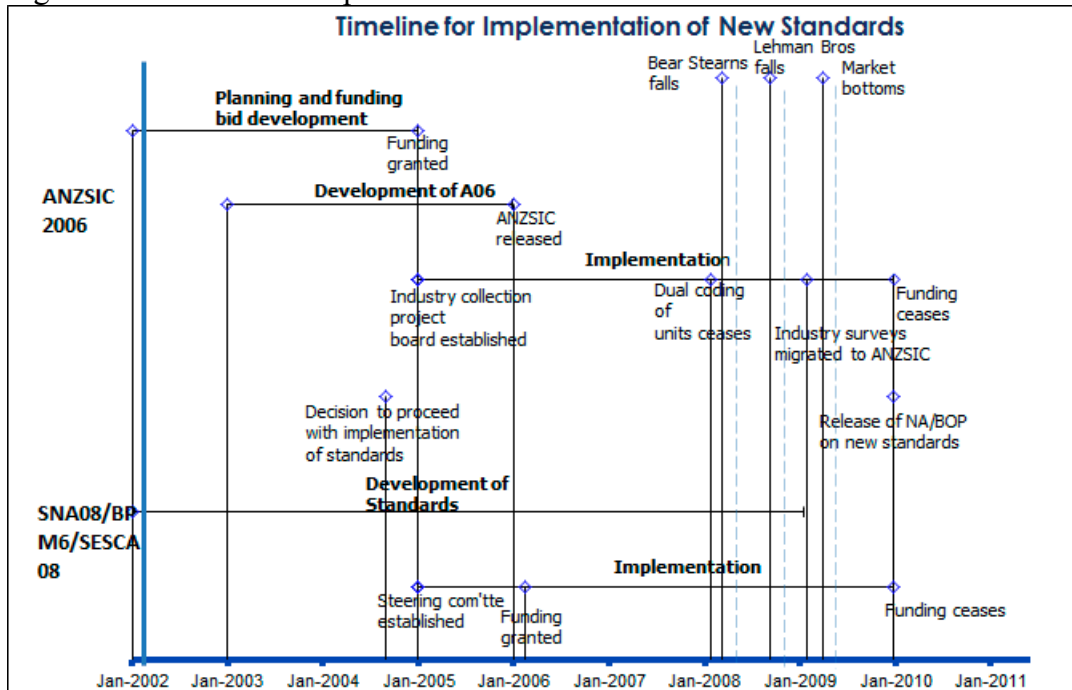 Timeline for Implementation of New Standards
Bear Stearns
falls
Lehman Bros
falls
Market
bottoms
Planning and funding
bid development
Funding
granted
ANZSIC
2006
Development of A06
ANZSIC
released
Implementation
Industry collection
project
board established
Dual coding
of
units ceases
Industry surveys
migrated to ANZSIC
Funding
ceases
Decision to proceed
with implementation
of standards
Release of NA/BOP
on new standards
Development of
Standards
SNA08/BP
M6/SESCA
08
Implementation
Steering com'tte
established
Funding
granted
Funding ceases
Jan-2002 Jan-2003 Jan-2004 Jan-2005 Jan-2006 Jan-2007 Jan-2008 Jan-2009 Jan-2010 Jan-2011